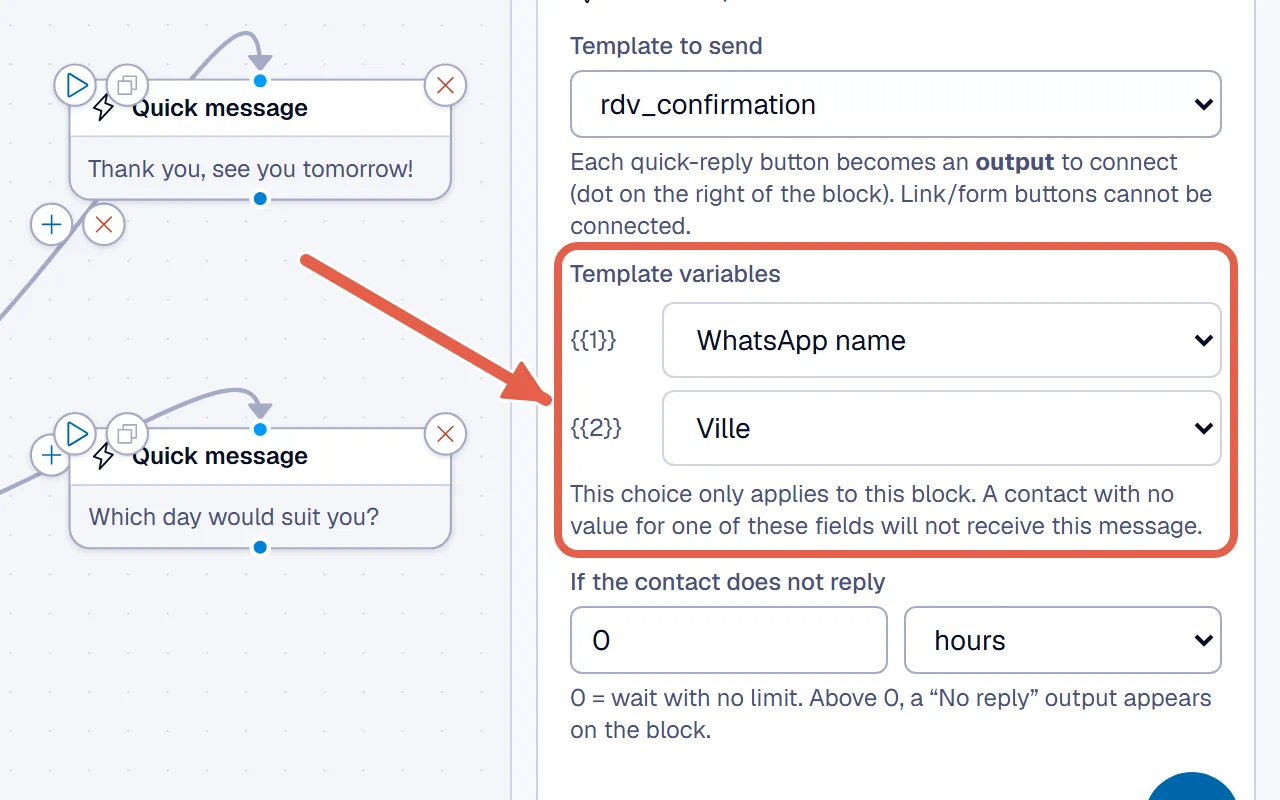 Quick message
Thank you, see you tomorrow!
Quick message
Which day would suit you?
Template to send
rdv_confirmation
Each quick-reply button becomes an output to connect
(dot on the right of the block). Link/form buttons cannot be
connected.
Template variables
{{1}} WhatsApp name
{{2}} Ville
This choice only applies to this block. A contact with no
value for one of these fields will not receive this message.
If the contact does not reply
0 hours
0 = wait with no limit. Above 0, a “No reply” output appears
on the block.